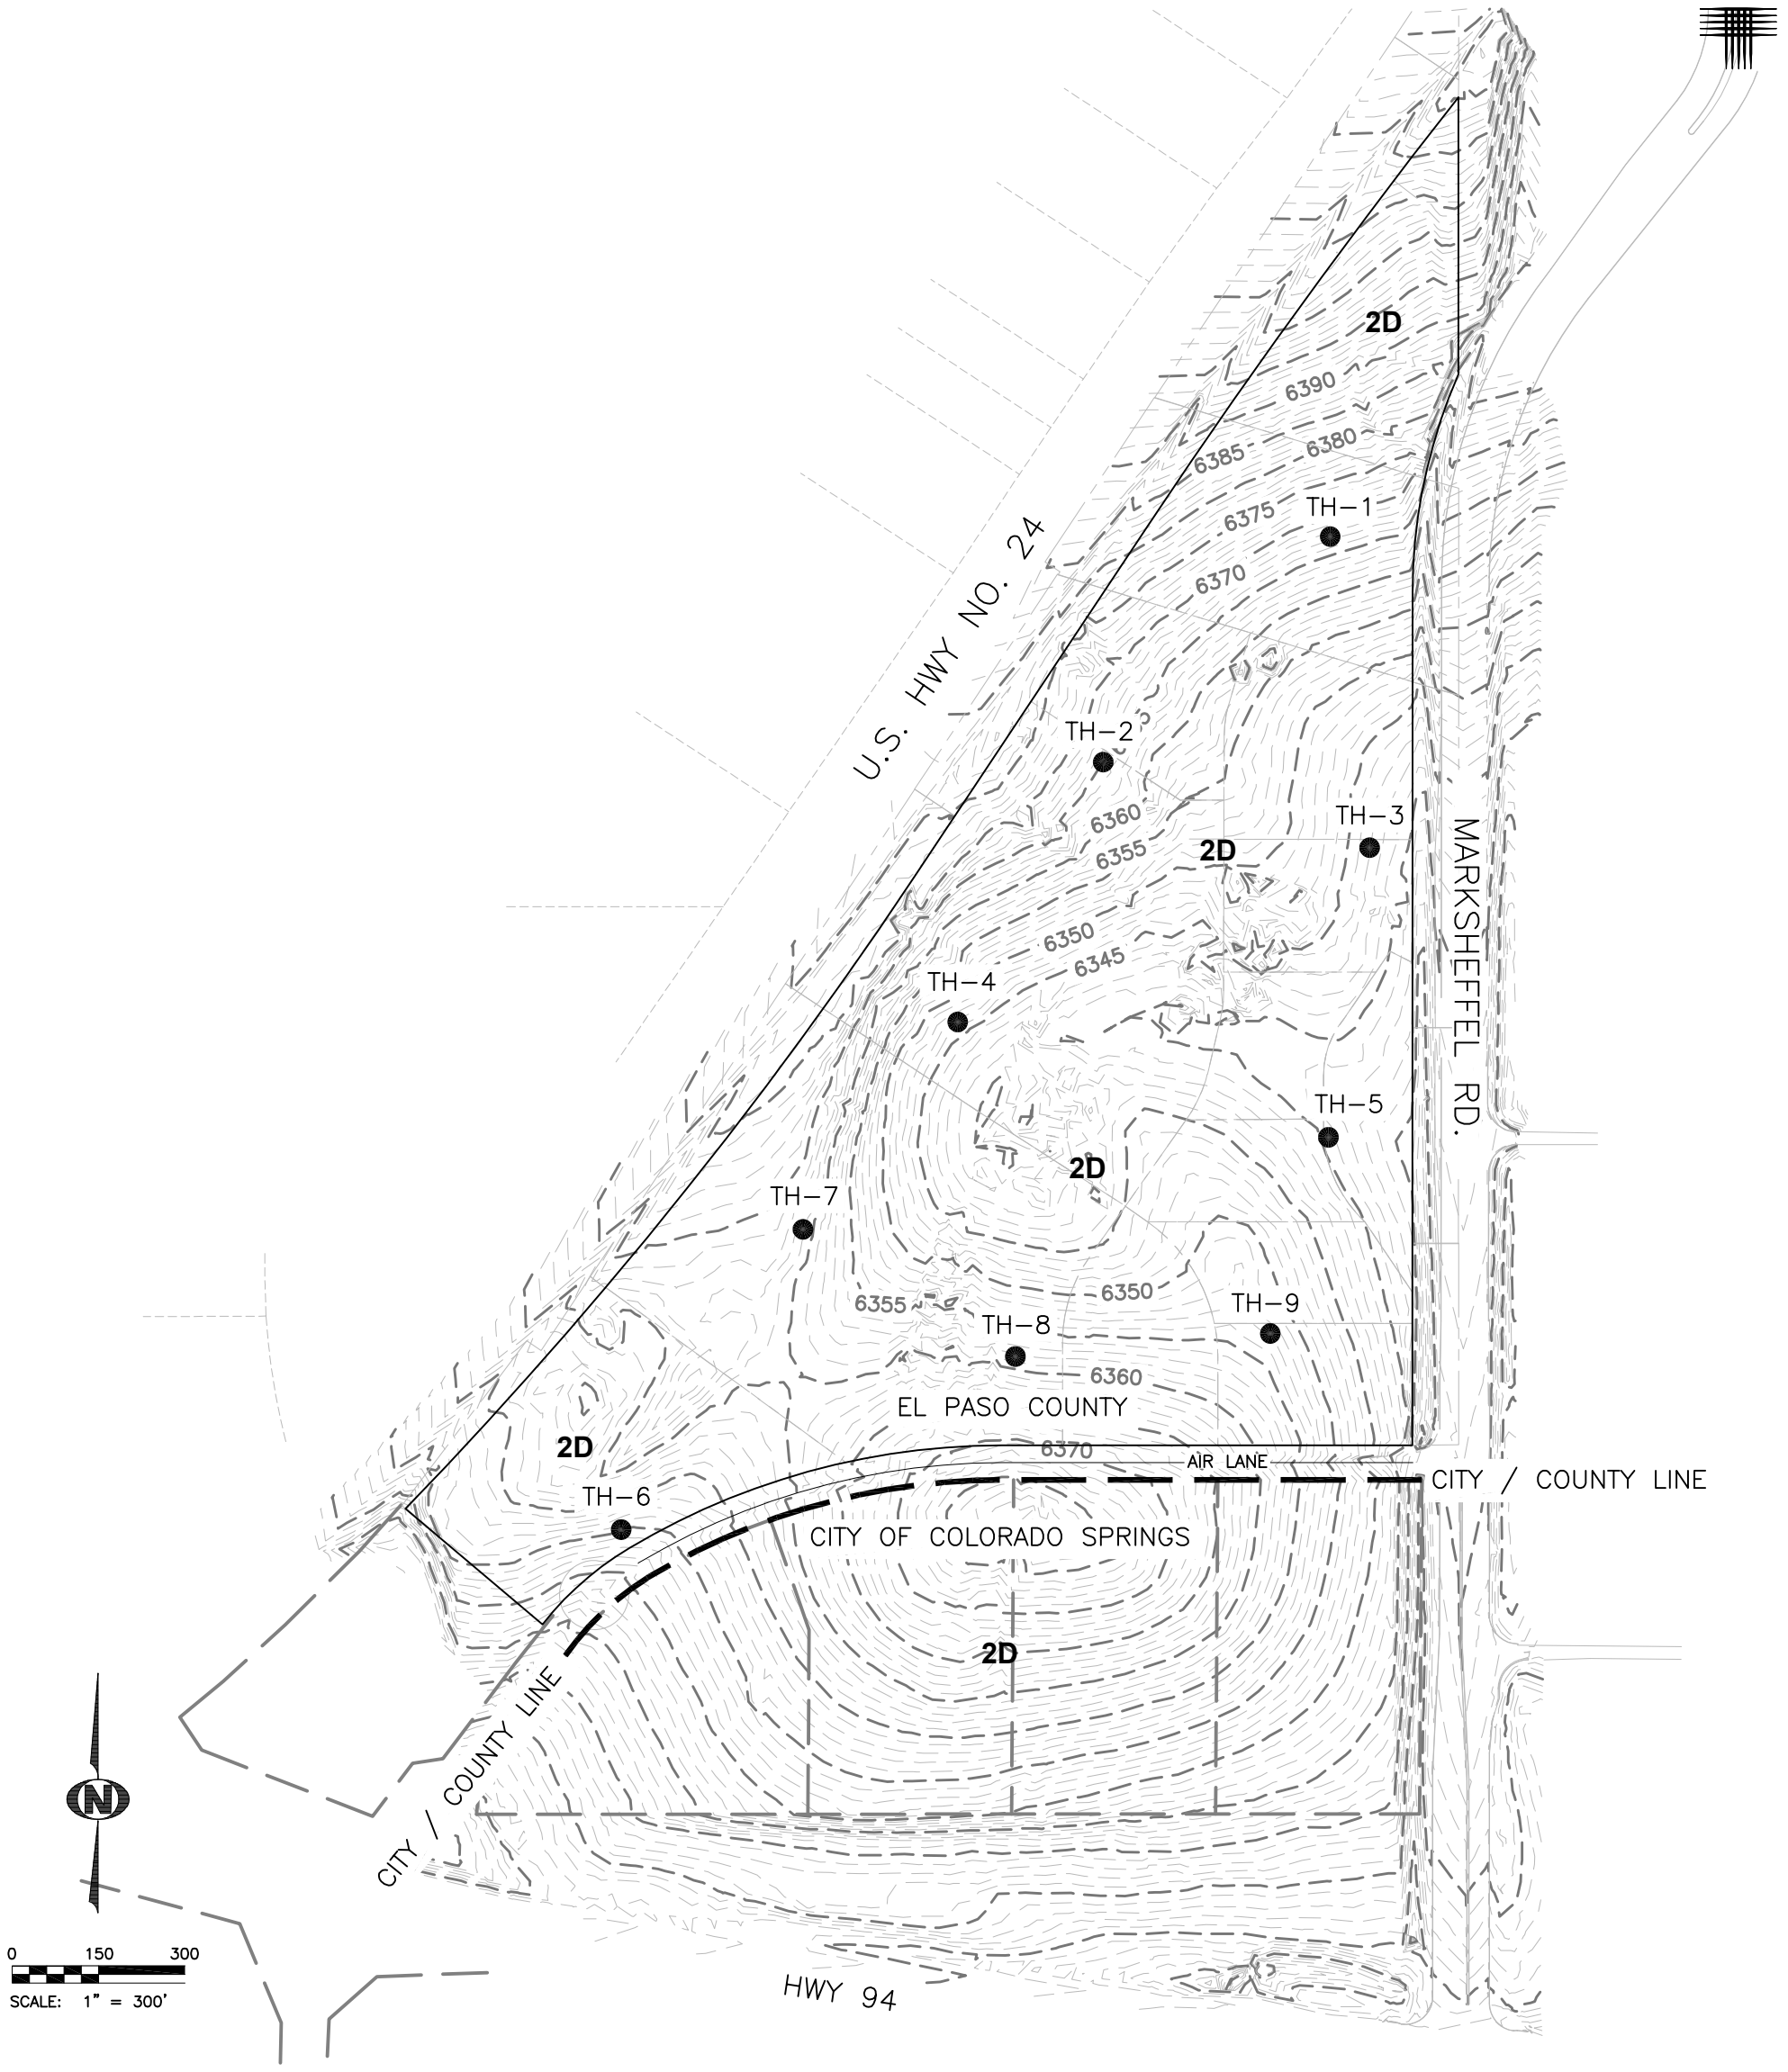 2D
6390
6380
6385
TH-1
6375
U.S. HWY NO. 24
6370
TH-2
TH-3
6360
2D
6355
MARKSHEFFEL RD.
6350
6345
TH-4
TH-5
2D
TH-7
6350
6355
TH-9
TH-8
6360
EL PASO COUNTY
2D
6370
AIR LANE
CITY / COUNTY LINE
TH-6
CITY OF COLORADO SPRINGS
2D
CITY / COUNTY LINE
N
0 150 300
SCALE: 1" = 300'
HWY 94